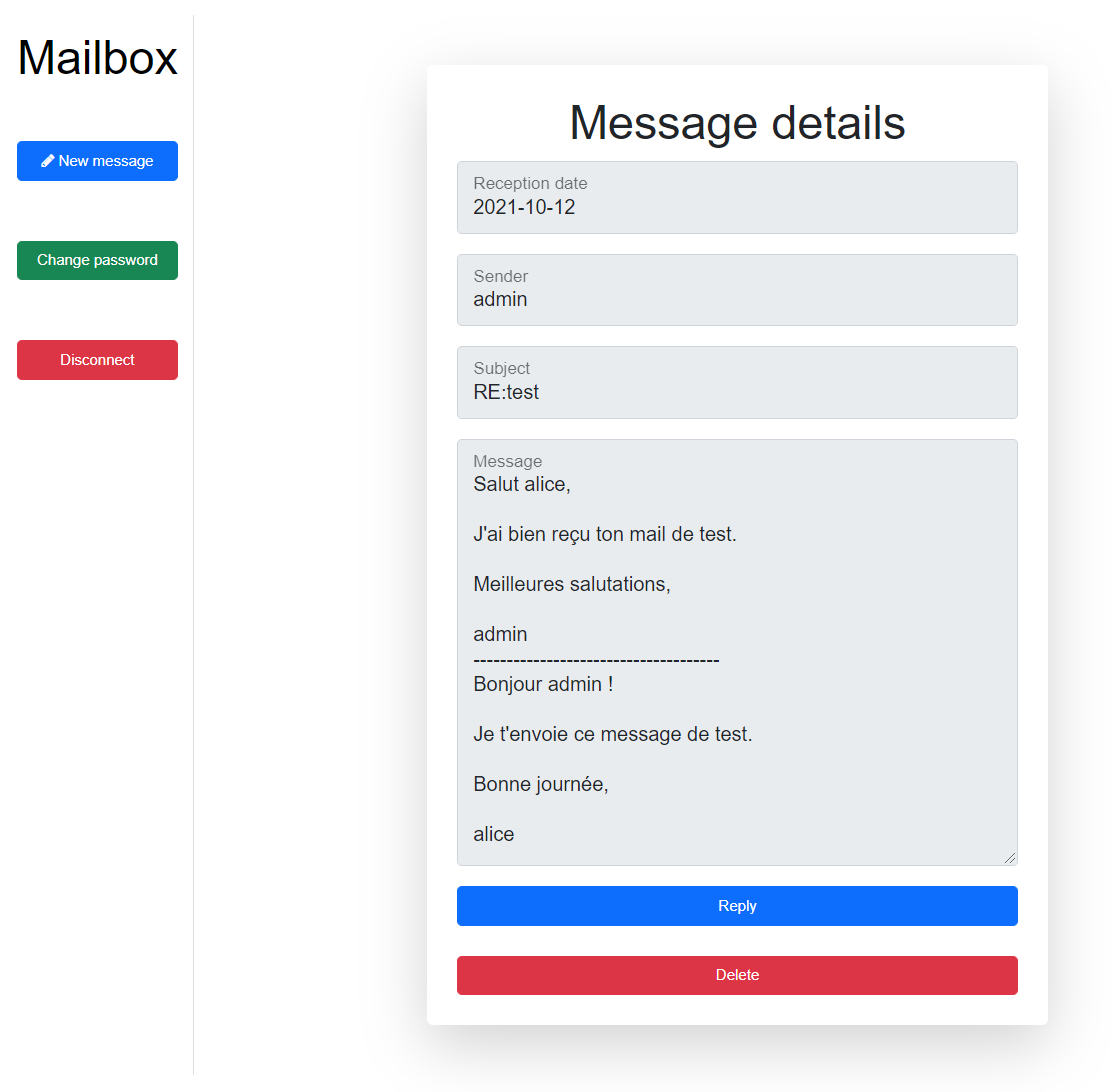 Mailbox
New message
Change password
Disconnect
Message details
Reception date
2021-10-12
Sender
admin
Subject
RE:test
Message
Salut alice,
J'ai bien reçu ton mail de test.
Meilleures salutations,
admin
-------------------------------------
Bonjour admin !
Je t'envoie ce message de test.
Bonne journée,
alice
Reply
Delete